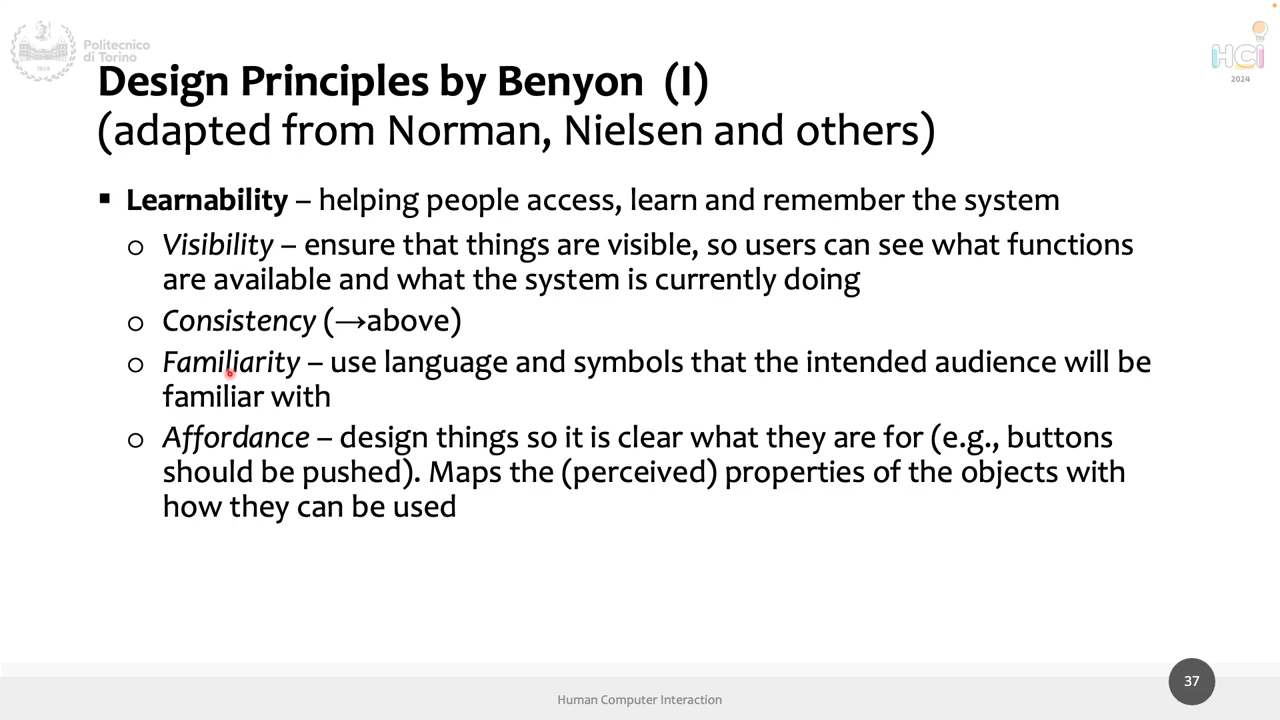 Politecnico
di Torino
1859
HCI
2024
Design Principles by Benyon (I)
(adapted from Norman, Nielsen and others)
▪ Learnability – helping people access, learn and remember the system
o Visibility – ensure that things are visible, so users can see what functions
are available and what the system is currently doing
o Consistency (→above)
o Familiarity – use language and symbols that the intended audience will be
familiar with
o Affordance – design things so it is clear what they are for (e.g., buttons
should be pushed). Maps the (perceived) properties of the objects with
how they can be used
37
Human Computer Interaction